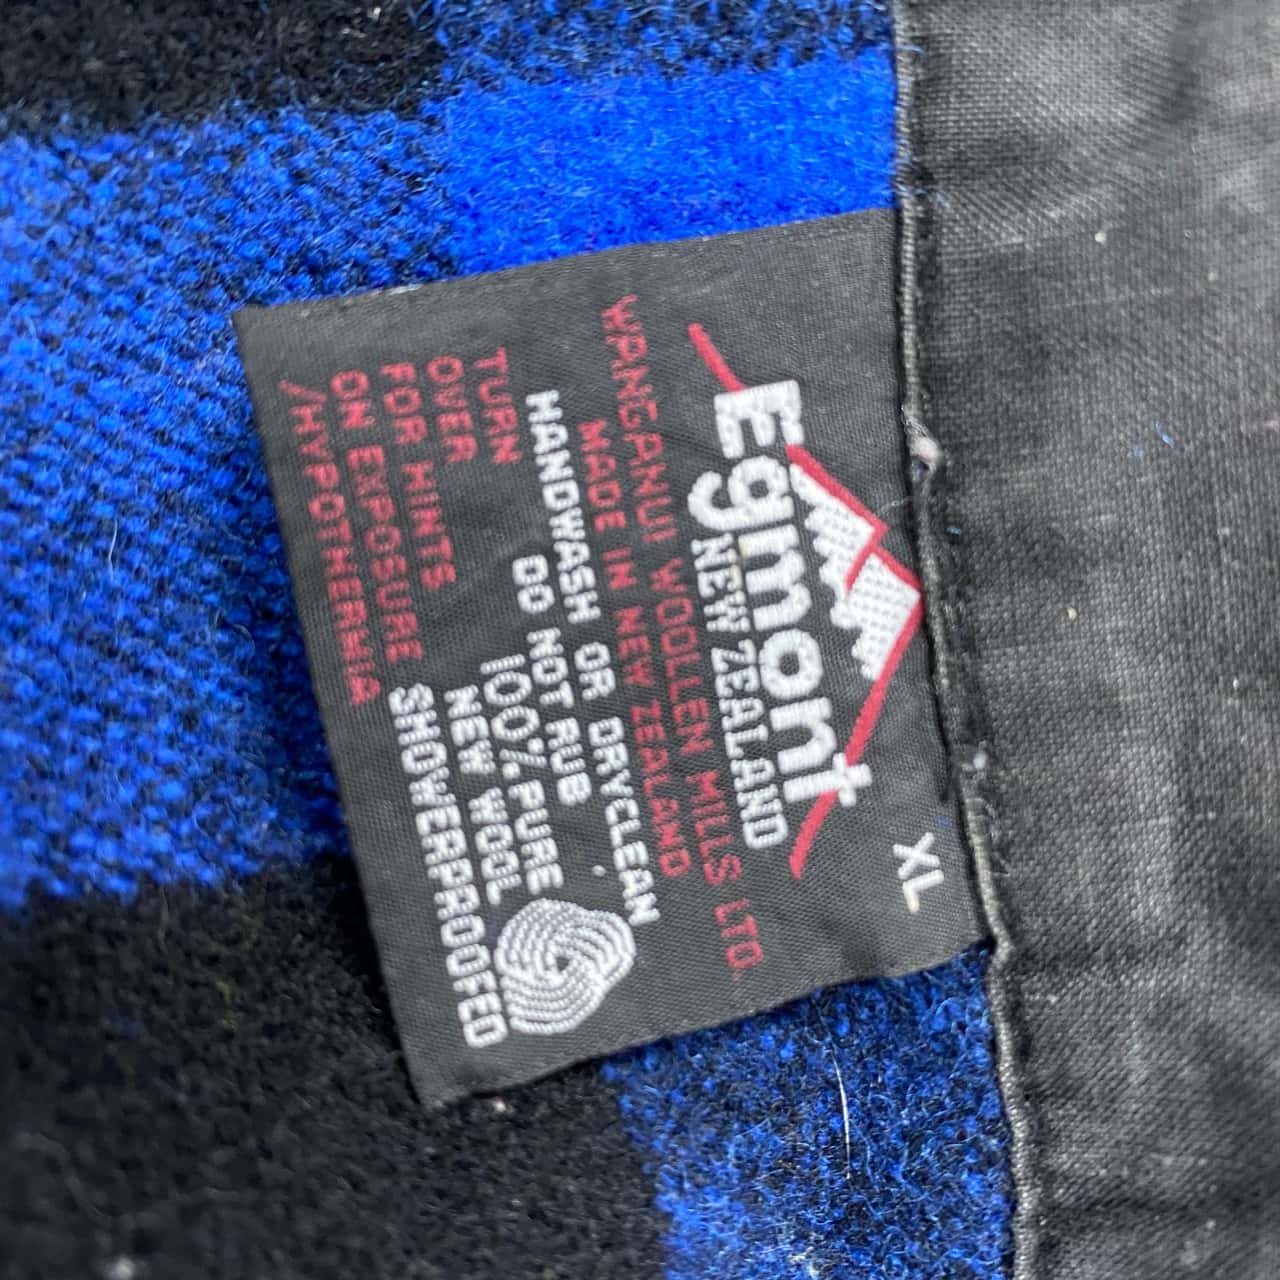 XL
Egmont
NEW ZEALAND
WANGANUI WOOLLEN MILLS LTD.
MADE IN NEW ZEALAND
HANDWASH OR DRYCLEAN
DO NOT RUB
100% PURE
NEW WOOL
SHOWERPROOFED
TURN
OVER
FOR HINTS
ON EXPOSURE
/HYPOTHERMIA